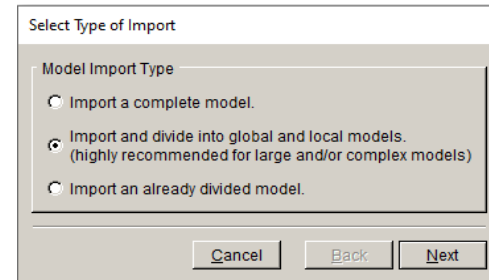 Select Type of Import
Model Import Type
Import a complete model.
Import and divide into global and local models.
(highly recommended for large and/or complex models)
Import an already divided model.
Cancel
Back
Next